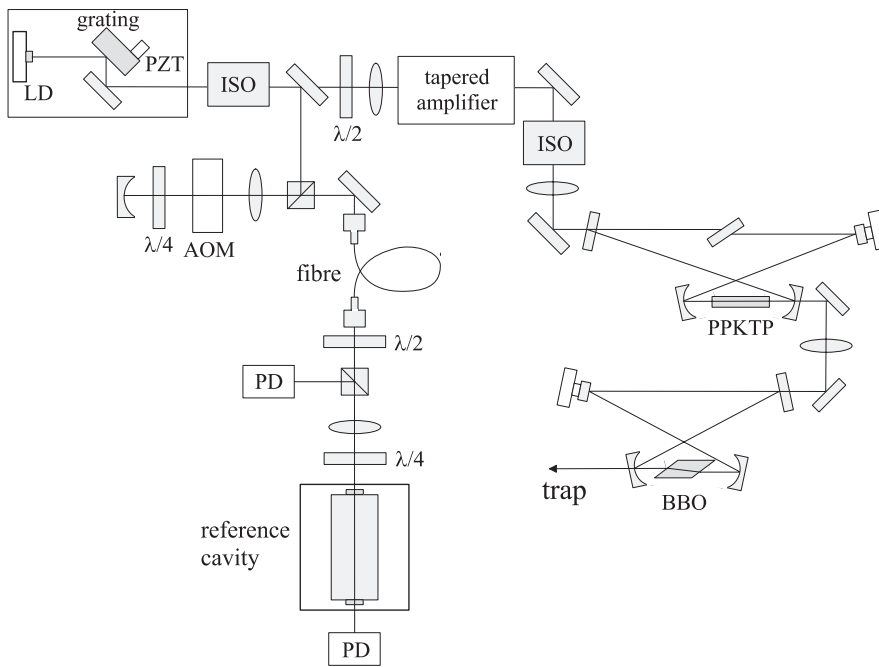 grating
PZT
LD
ISO
λ/2
tapered
amplifier
ISO
λ/4
AOM
fibre
PPKTP
λ/2
PD
λ/4
trap
BBO
reference
cavity
PD